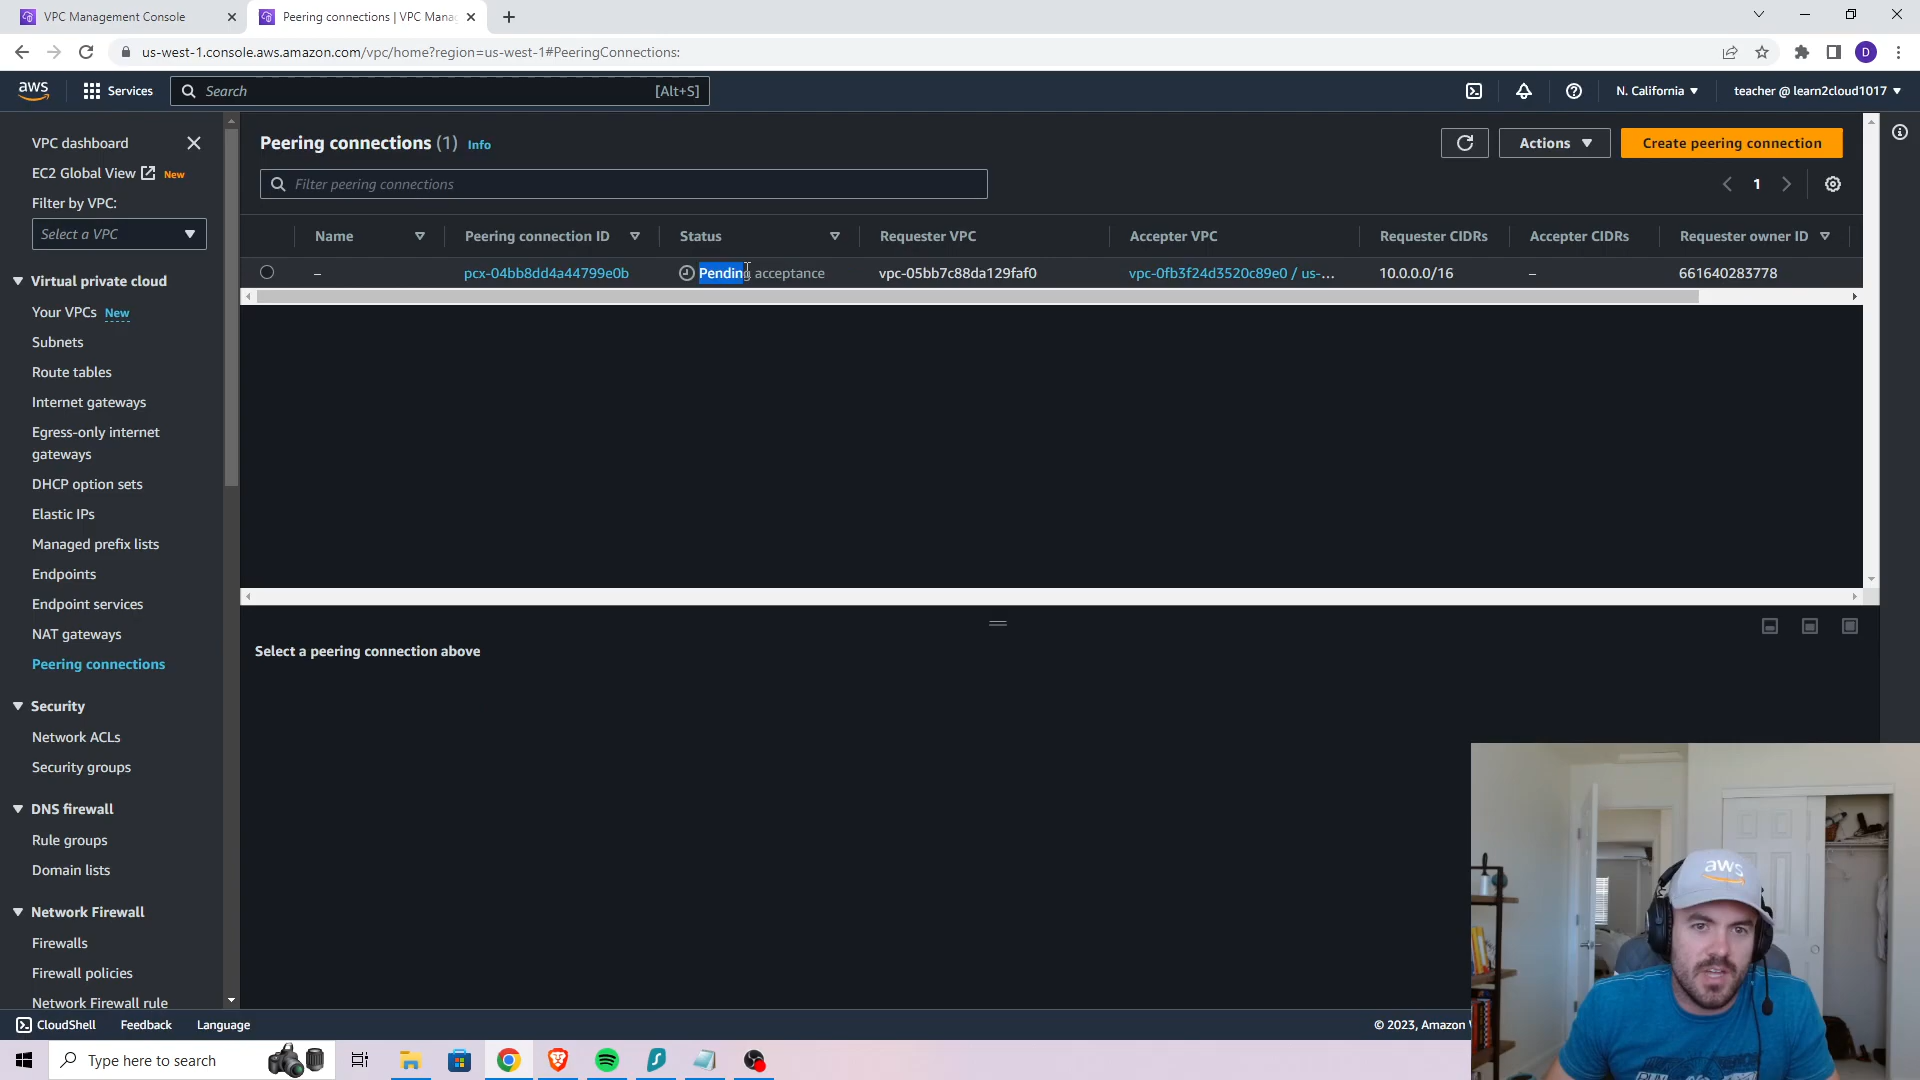 VPC Management Console
Peering connections | VPC Mana
us-west-1.console.aws.amazon.com/vpc/home?region=us-west-1#PeeringConnections:
D
aws
Services
Search
[Alt+S]
N. California
teacher @ learn2cloud1017
VPC dashboard
EC2 Global View New
Filter by VPC:
Select a VPC
Virtual private cloud
Your VPCs New
Subnets
Route tables
Internet gateways
Egress-only internet
gateways
DHCP option sets
Elastic IPs
Managed prefix lists
Endpoints
Endpoint services
NAT gateways
Peering connections
Security
Network ACLs
Security groups
DNS firewall
Rule groups
Domain lists
Network Firewall
Firewalls
Firewall policies
Network Firewall rule
Peering connections (1) Info
Actions
Create peering connection
Filter peering connections
1
Name
Peering connection ID
Status
Requester VPC
Accepter VPC
Requester CIDRs
Accepter CIDRs
Requester owner ID
–
pcx-04bb8dd4a44799e0b
Pending acceptance
vpc-05bb7c88da129faf0
vpc-0fb3f24d3520c89e0 / us-...
10.0.0.0/16
–
661640283778
Select a peering connection above
aws
CloudShell
Feedback
Language
© 2023, Amazon
Type here to search